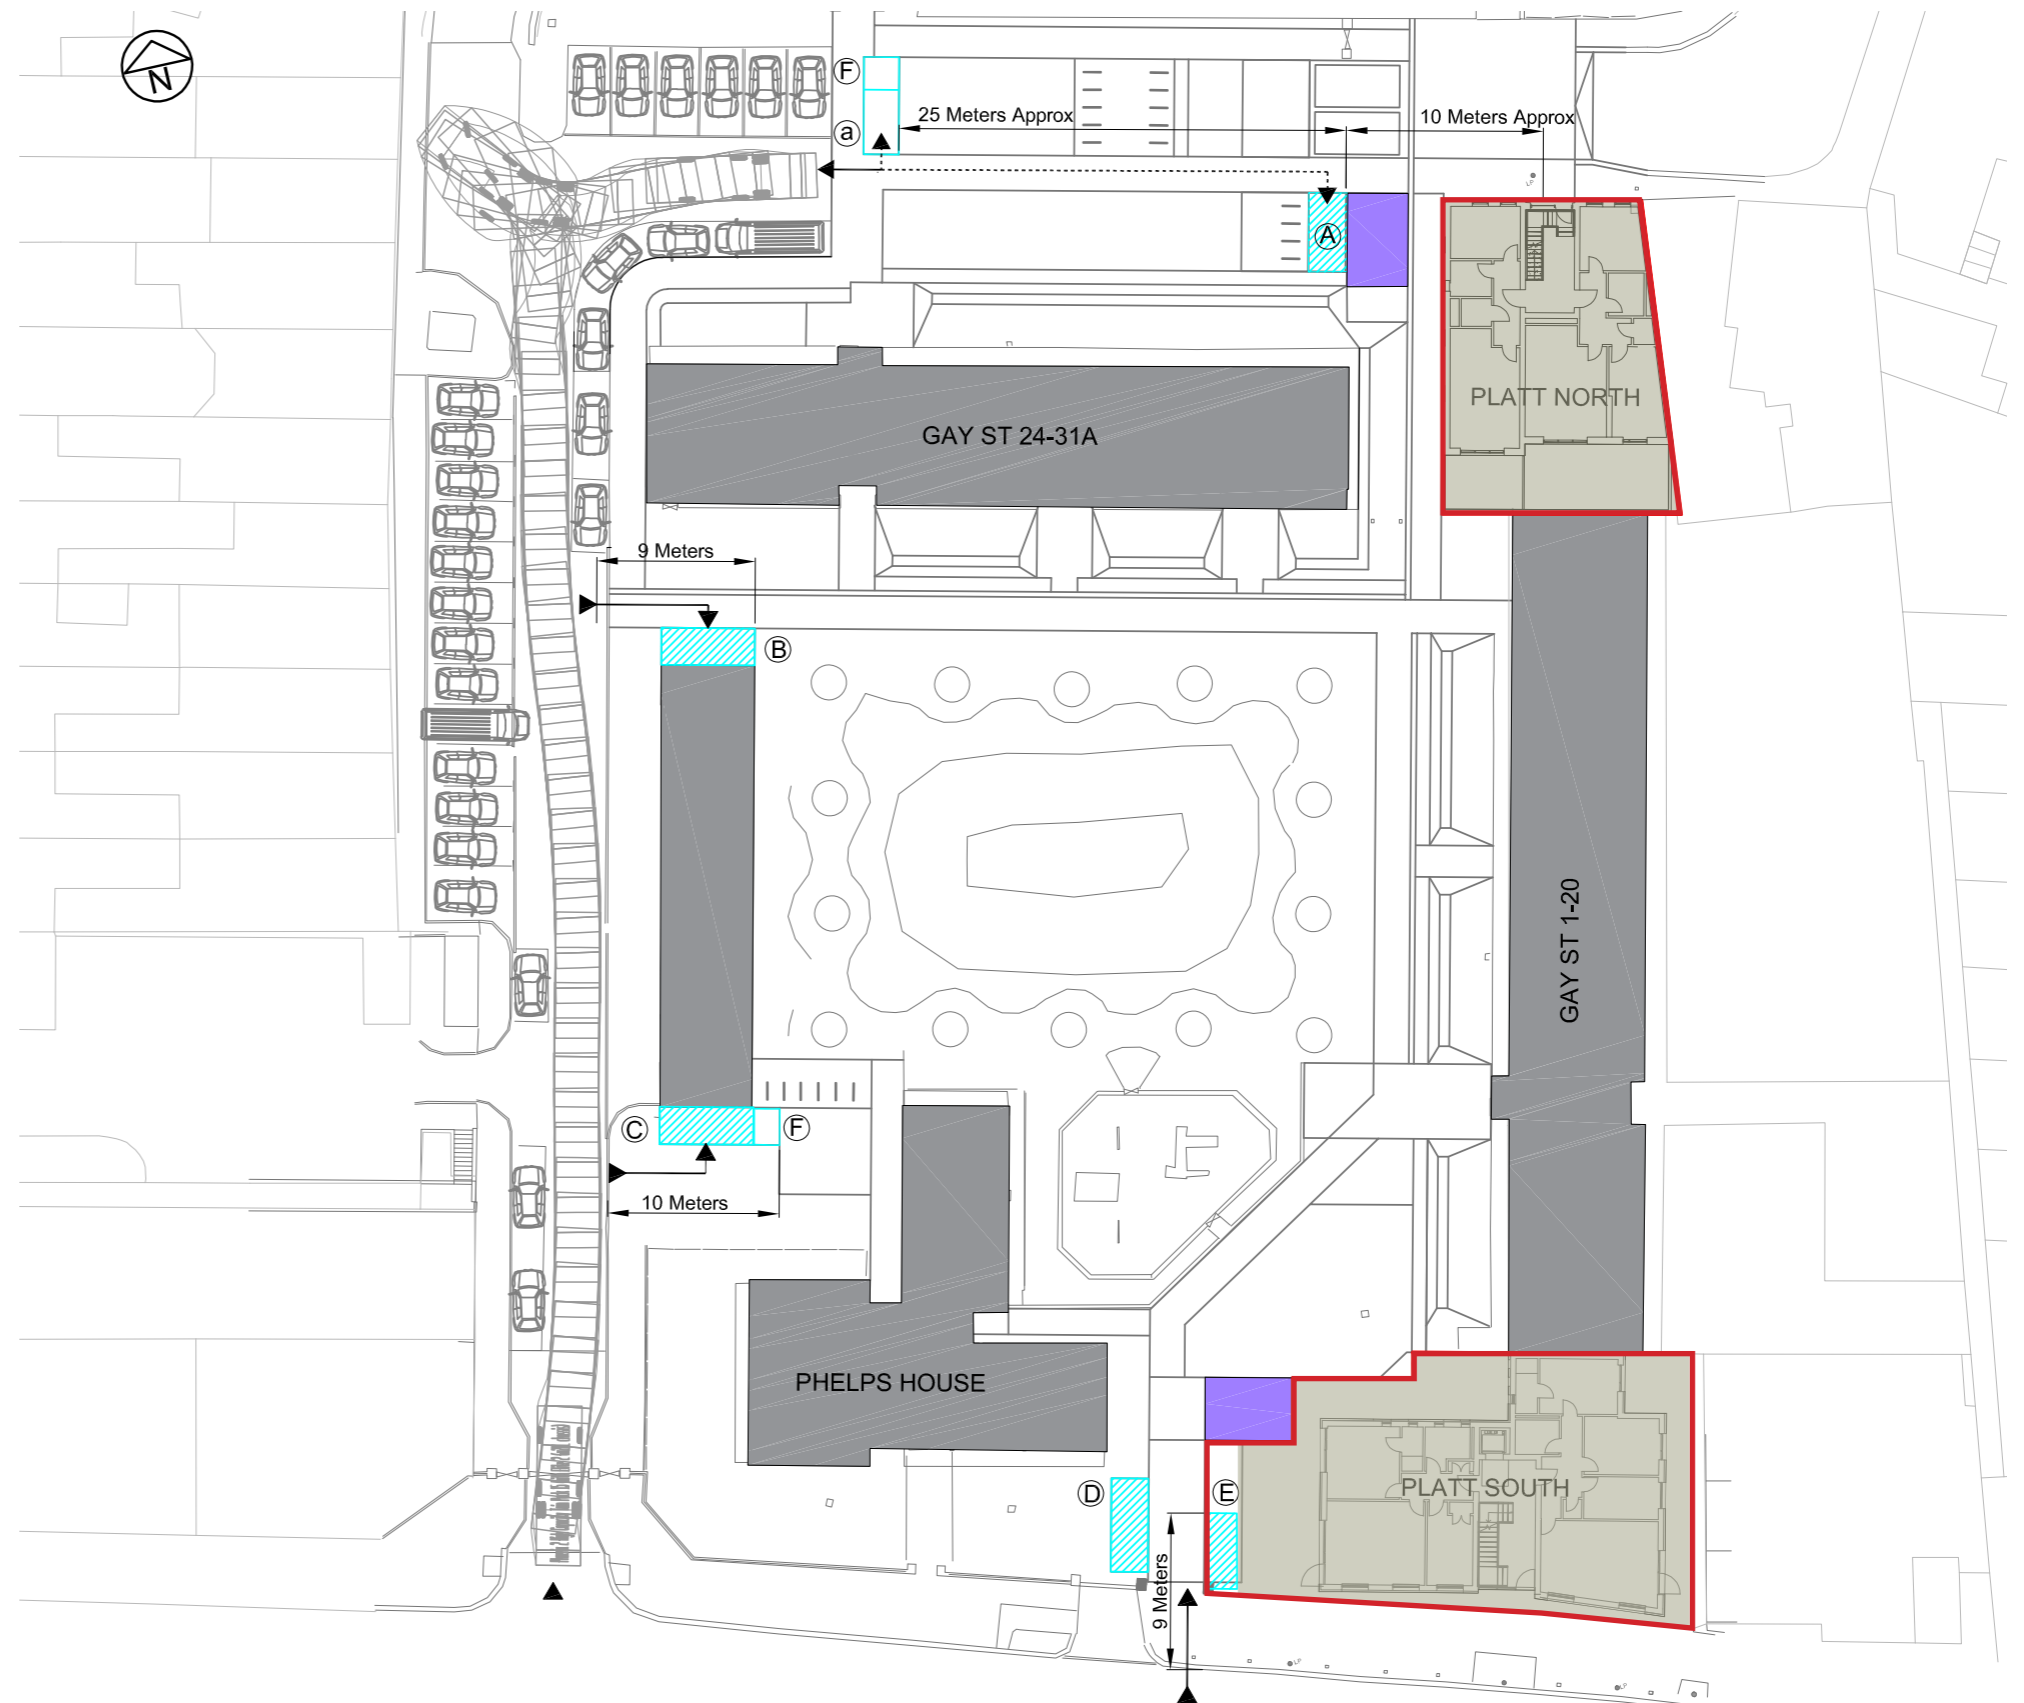 N
F
a
25 Meters Approx
10 Meters Approx
A
PLATT NORTH
GAY ST 24-31A
9 Meters
B
GAY ST 1-20
C
F
10 Meters
PHELPS HOUSE
D
E
PLATT SOUTH
9 Meters